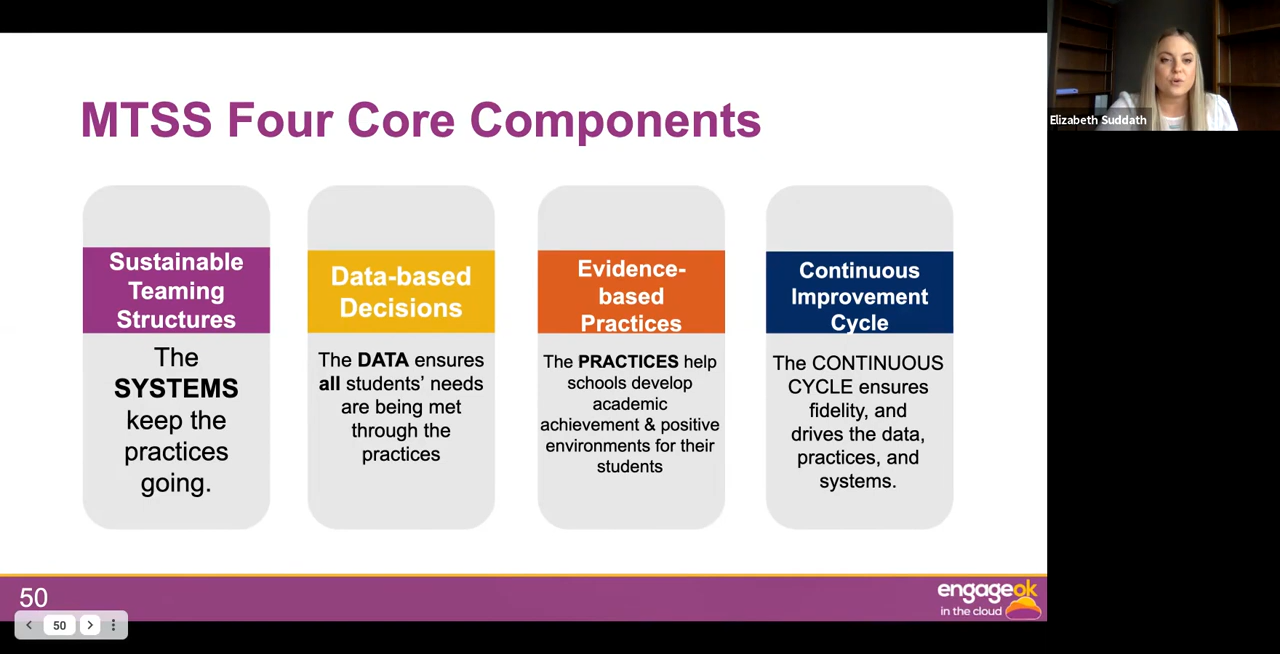 MTSS Four Core Components
Sustainable
Teaming
Structures
The
SYSTEMS
keep the
practices
going.
Data-based
Decisions
The DATA ensures
all students’ needs
are being met
through the
practices
Evidence-
based
Practices
The PRACTICES help
schools develop
academic
achievement & positive
environments for their
students
Continuous
Improvement
Cycle
The CONTINUOUS
CYCLE ensures
fidelity, and
drives the data,
practices, and
systems.
50
engageok
in the cloud
50
Elizabeth Suddath